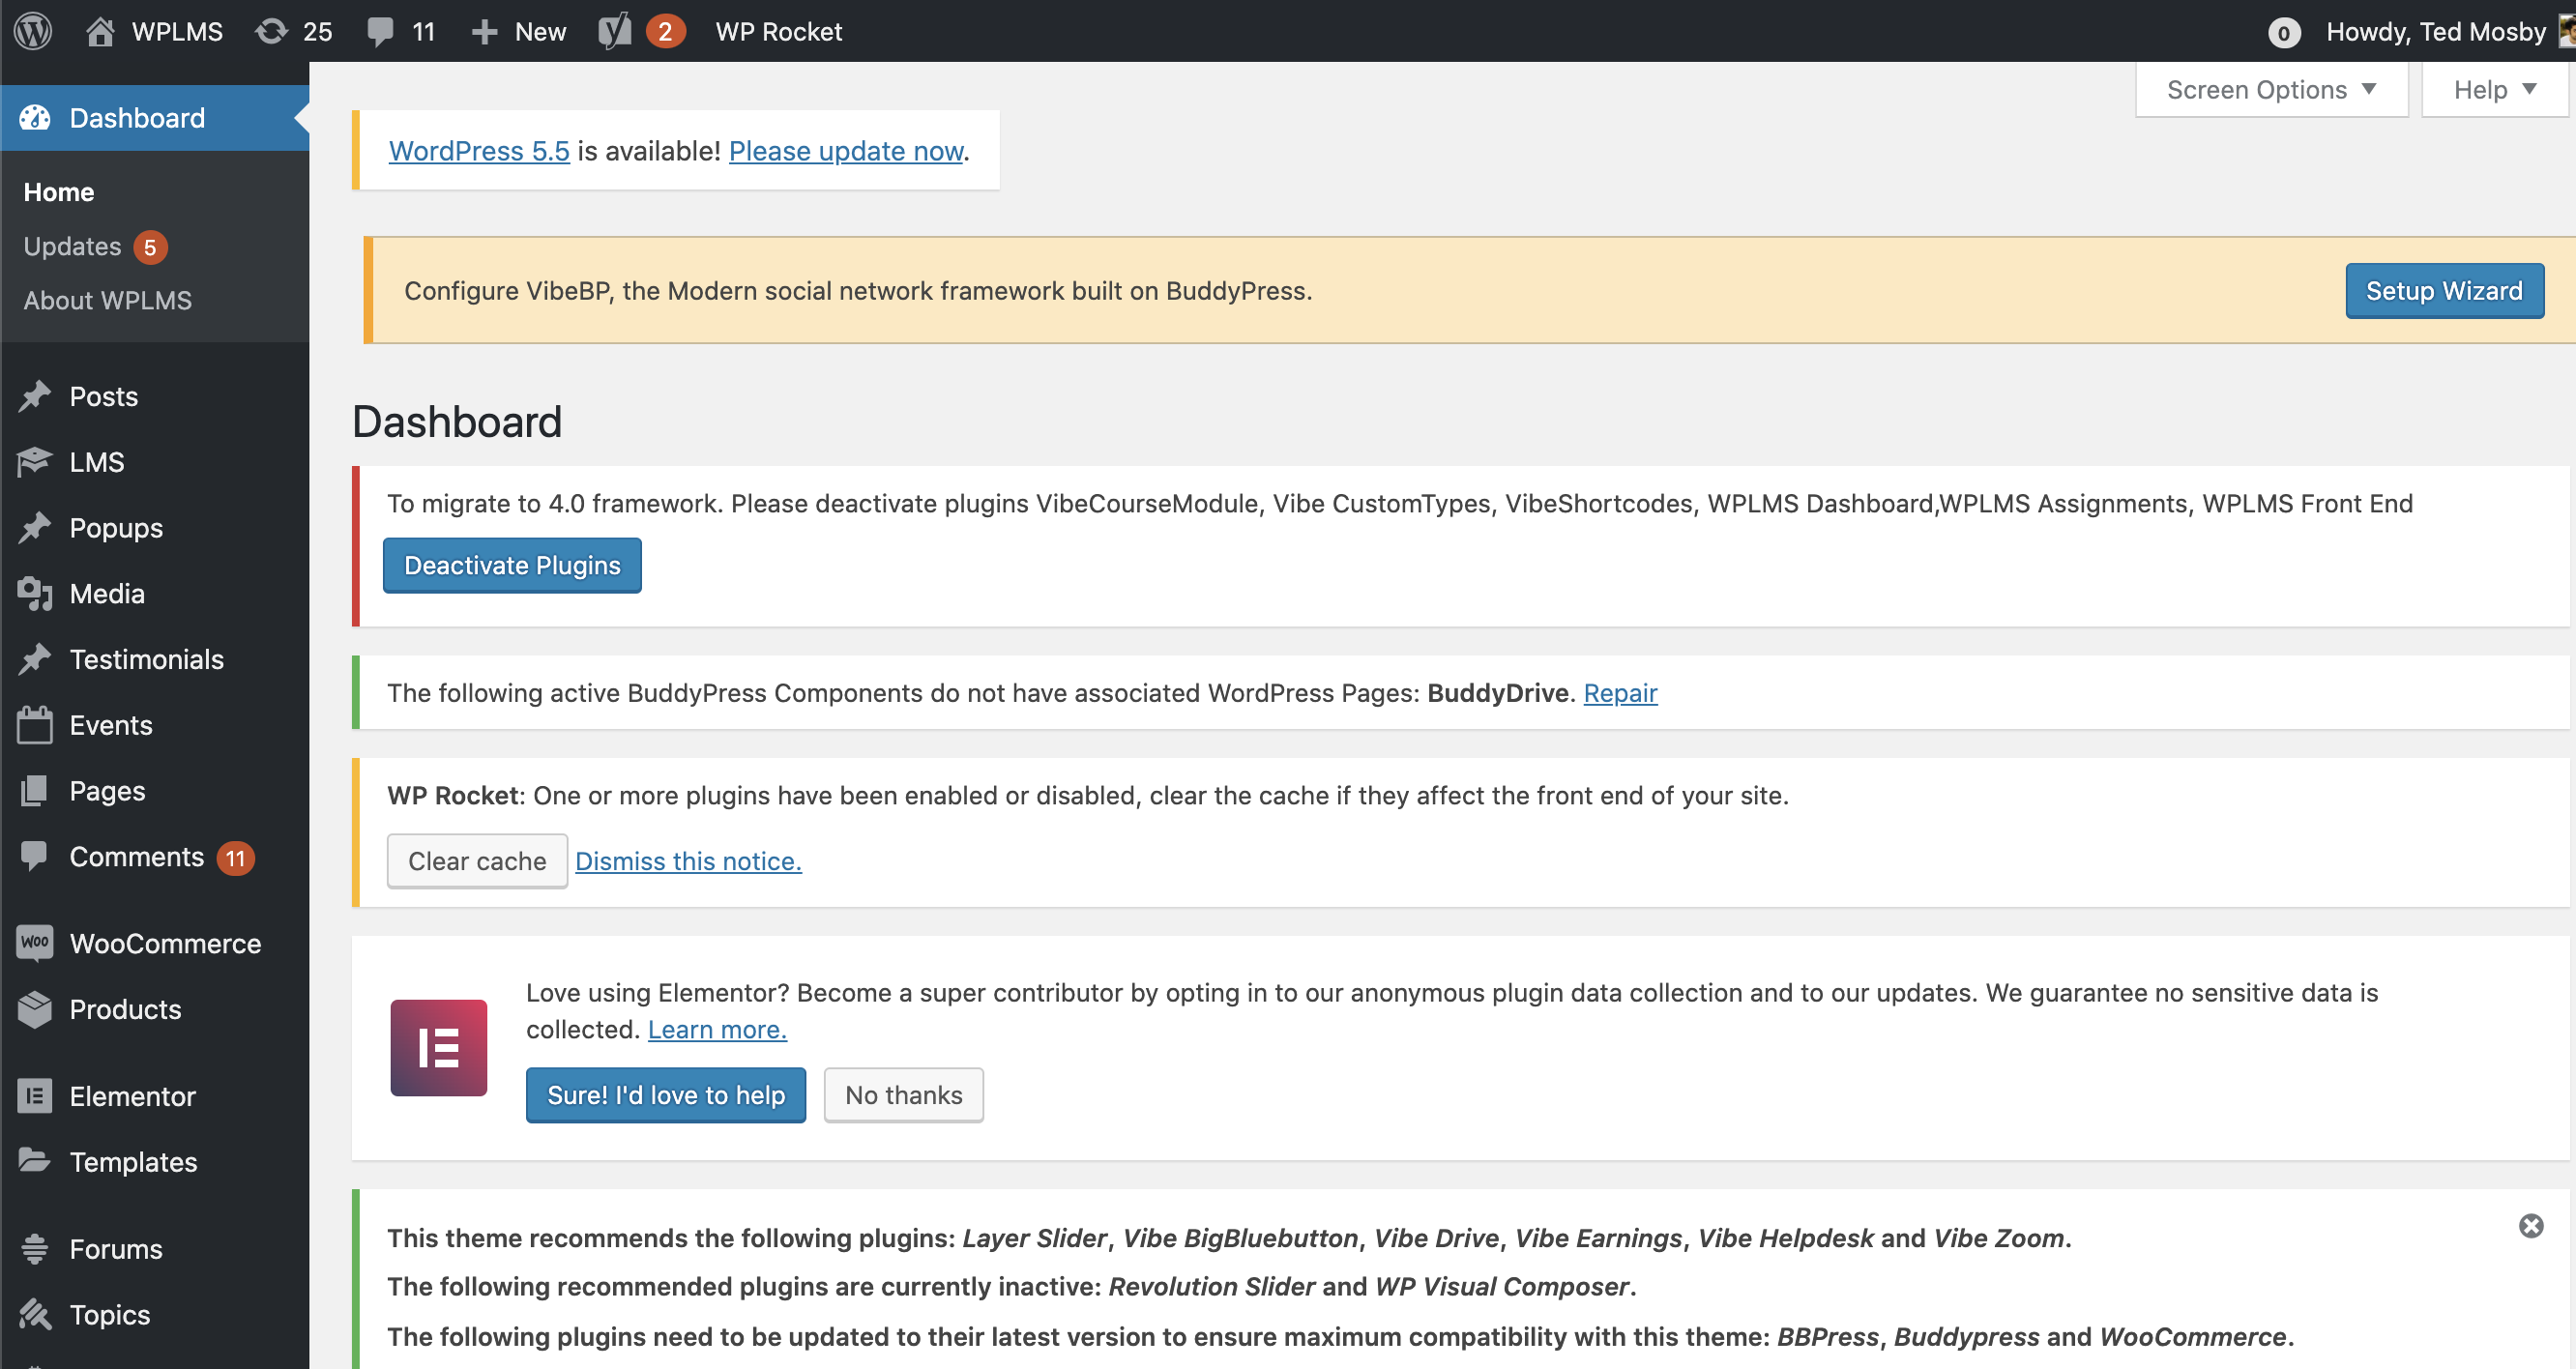 WPLMS 25 11 New 2 WP Rocket 0 Howdy, Ted Mosby
Screen Options Help
Dashboard
Home
Updates 5
About WPLMS
Posts
LMS
Popups
Media
Testimonials
Events
Pages
Comments 11
Woo WooCommerce
Products
Elementor
Templates
Forums
Topics
WordPress 5.5 is available! Please update now.
Configure VibeBP, the Modern social network framework built on BuddyPress. Setup Wizard
Dashboard
To migrate to 4.0 framework. Please deactivate plugins VibeCourseModule, Vibe CustomTypes, VibeShortcodes, WPLMS Dashboard,WPLMS Assignments, WPLMS Front End
Deactivate Plugins
The following active BuddyPress Components do not have associated WordPress Pages: BuddyDrive. Repair
WP Rocket: One or more plugins have been enabled or disabled, clear the cache if they affect the front end of your site.
Clear cache Dismiss this notice.
Love using Elementor? Become a super contributor by opting in to our anonymous plugin data collection and to our updates. We guarantee no sensitive data is
collected. Learn more.
Sure! I'd love to help No thanks
This theme recommends the following plugins: Layer Slider, Vibe BigBluebutton, Vibe Drive, Vibe Earnings, Vibe Helpdesk and Vibe Zoom.
The following recommended plugins are currently inactive: Revolution Slider and WP Visual Composer.
The following plugins need to be updated to their latest version to ensure maximum compatibility with this theme: BBPress, Buddypress and WooCommerce.